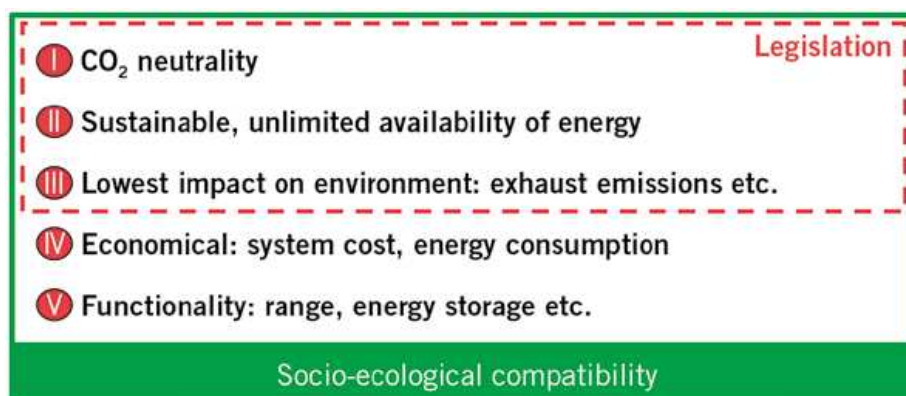 Legislation
I CO₂ neutrality
II Sustainable, unlimited availability of energy
III Lowest impact on environment: exhaust emissions etc.
IV Economical: system cost, energy consumption
V Functionality: range, energy storage etc.
Socio-ecological compatibility